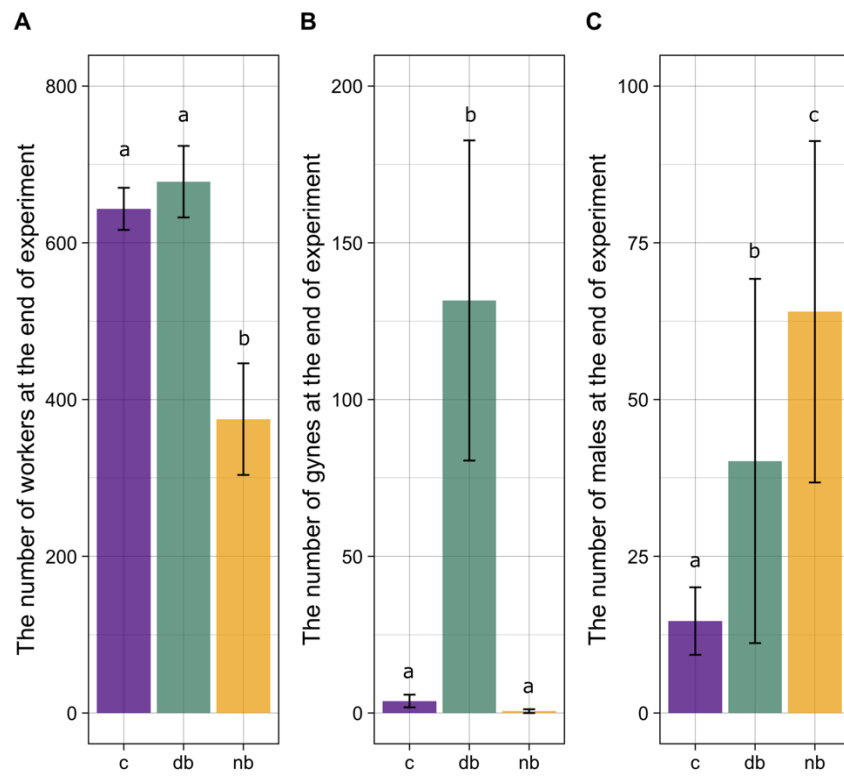 A
The number of workers at the end of experiment
800
600
400
200
0
a
a
b
c db nb
B
The number of gynes at the end of experiment
200
150
100
50
0
a
b
a
c db nb
C
The number of males at the end of experiment
100
75
50
25
0
a
b
c
c db nb